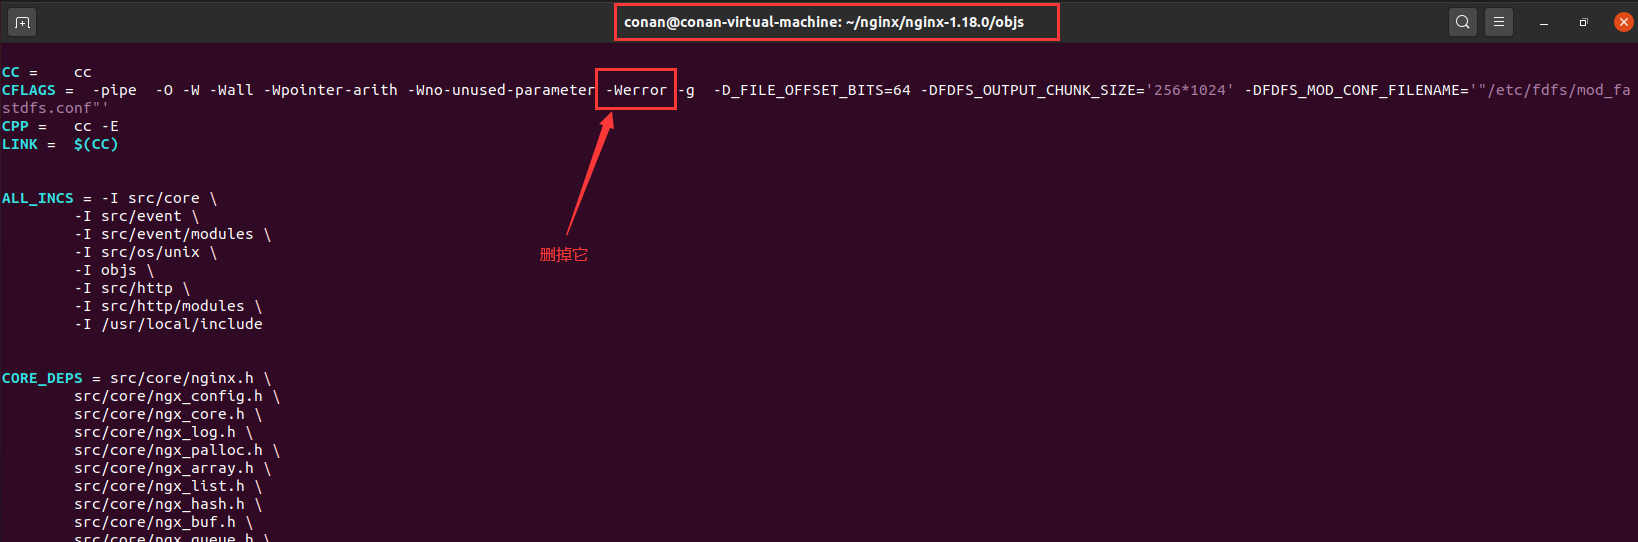 conan@conan-virtual-machine: ~/nginx/nginx-1.18.0/objs
CC =    cc
CFLAGS =  -pipe  -O -W -Wall -Wpointer-arith -Wno-unused-parameter -Werror -g  -D_FILE_OFFSET_BITS=64 -DFDFS_OUTPUT_CHUNK_SIZE='256*1024' -DFDFS_MOD_CONF_FILENAME='"/etc/fdfs/mod_fa
stdfs.conf"'
CPP =   cc -E
LINK =  $(CC)
ALL_INCS = -I src/core \
        -I src/event \
        -I src/event/modules \
        -I src/os/unix \
删掉它
        -I objs \
        -I src/http \
        -I src/http/modules \
        -I /usr/local/include
CORE_DEPS = src/core/nginx.h \
        src/core/ngx_config.h \
        src/core/ngx_core.h \
        src/core/ngx_log.h \
        src/core/ngx_palloc.h \
        src/core/ngx_array.h \
        src/core/ngx_list.h \
        src/core/ngx_hash.h \
        src/core/ngx_buf.h \
        src/core/ngx_queue.h \